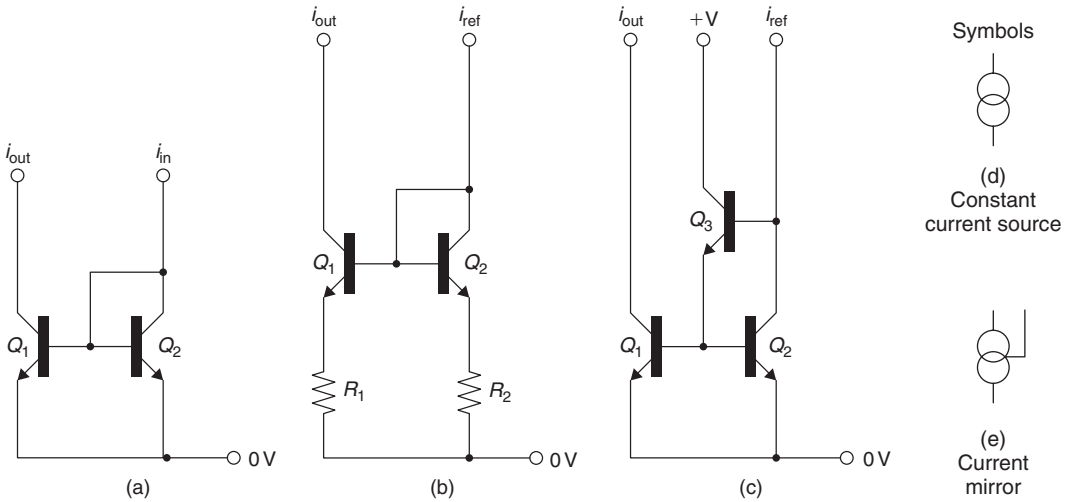 i_out
i_in
Q_1
Q_2
0 V
(a)
i_out
i_ref
Q_1
Q_2
R_1
R_2
0 V
(b)
i_out
+V
i_ref
Q_3
Q_1
Q_2
0 V
(c)
Symbols
(d)
Constant
current source
(e)
Current
mirror